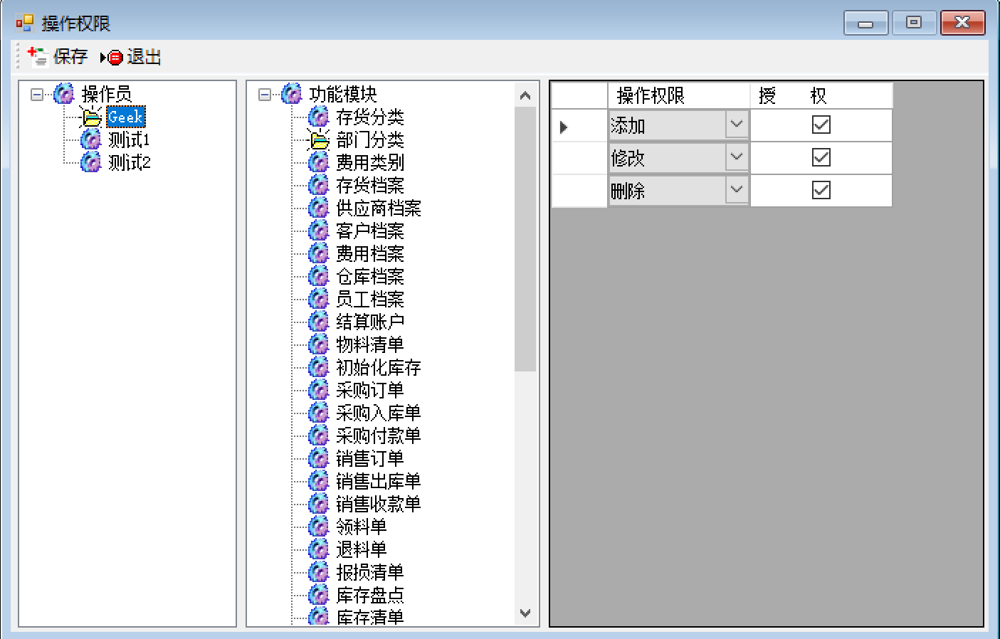 操作权限
保存 退出
操作员
Geek
测试1
测试2
功能模块
存货分类
部门分类
费用类别
存货档案
供应商档案
客户档案
费用档案
仓库档案
员工档案
结算账户
物料清单
初始化库存
采购订单
采购入库单
采购付款单
销售订单
销售出库单
销售收款单
领料单
退料单
报损清单
库存盘点
库存清单
操作权限 授 权
添加
修改
删除